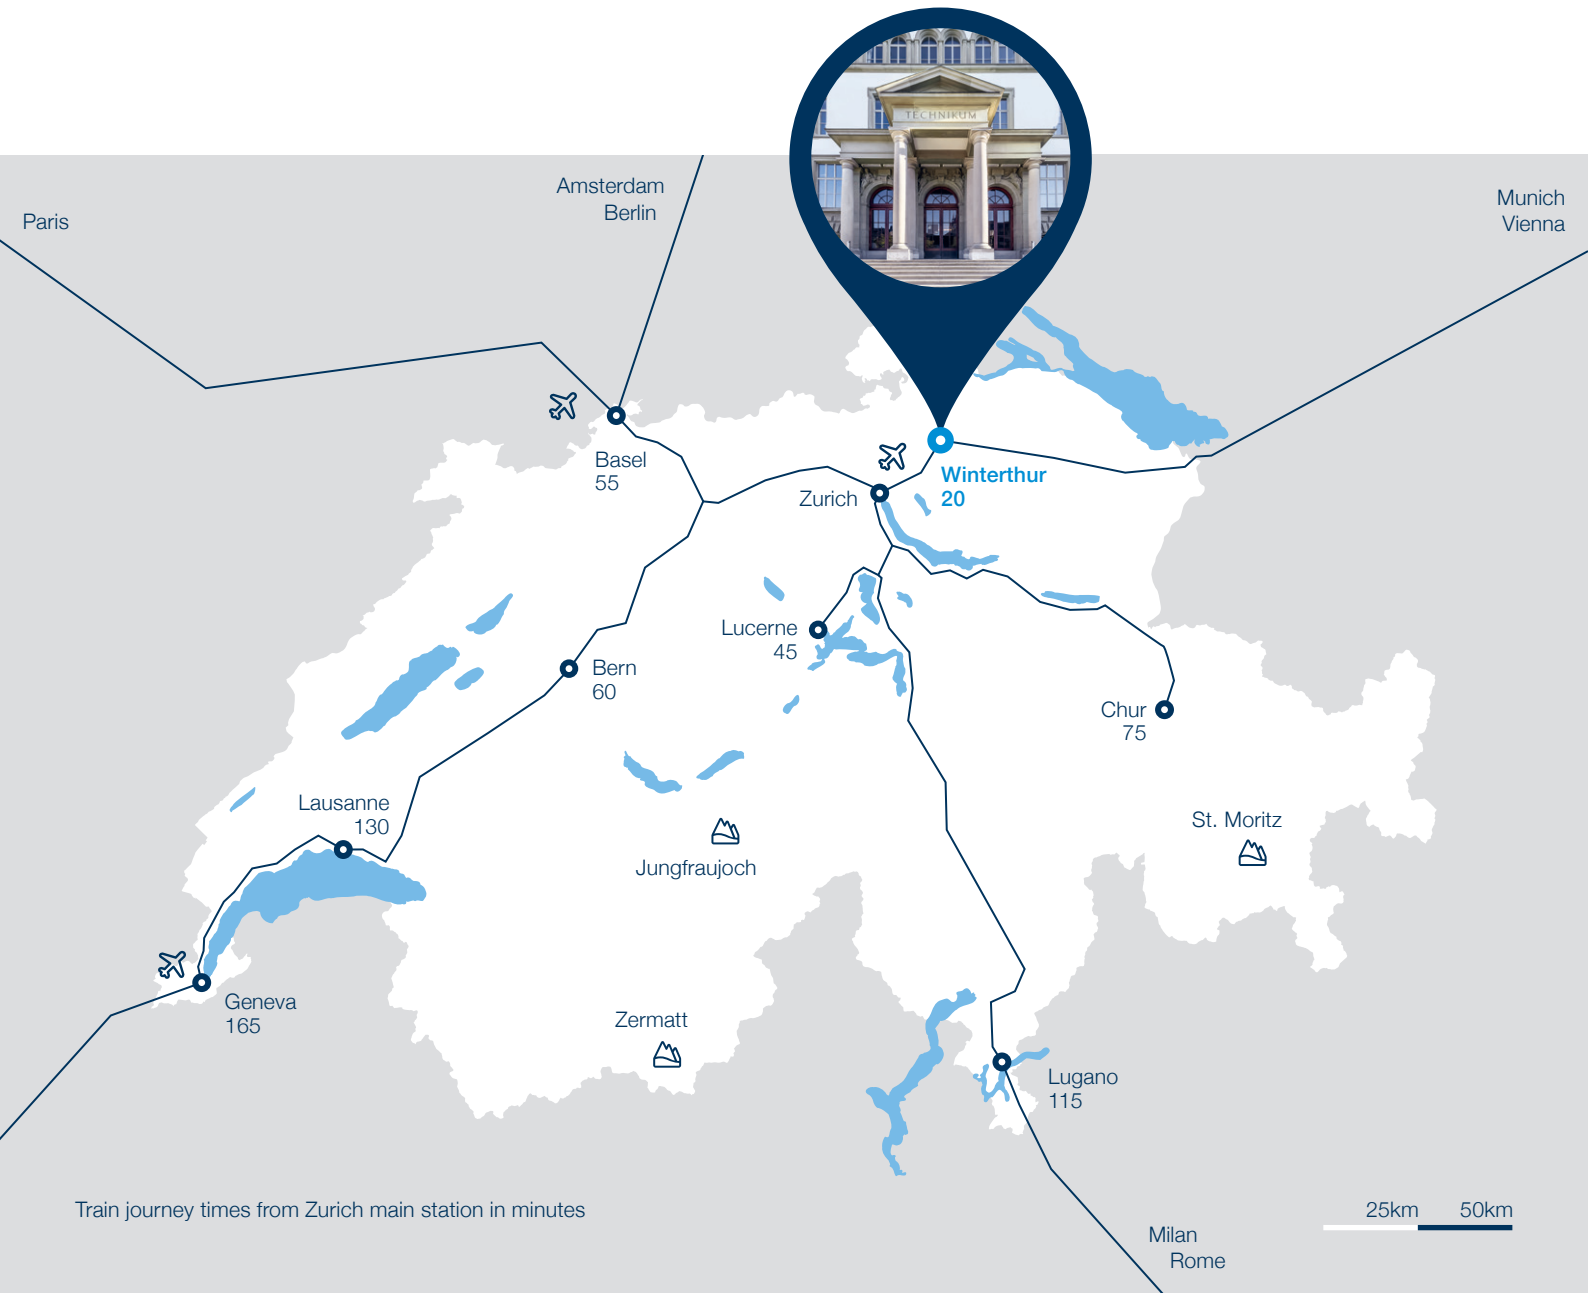 TECHNIKUM
Amsterdam
Berlin
Paris
Munich
Vienna
Basel
55
Winterthur
20
Zurich
Lucerne
45
Bern
60
Chur
75
Lausanne
130
St. Moritz
Jungfraujoch
Geneva
165
Zermatt
Lugano
115
Train journey times from Zurich main station in minutes
25km 50km
Milan
Rome